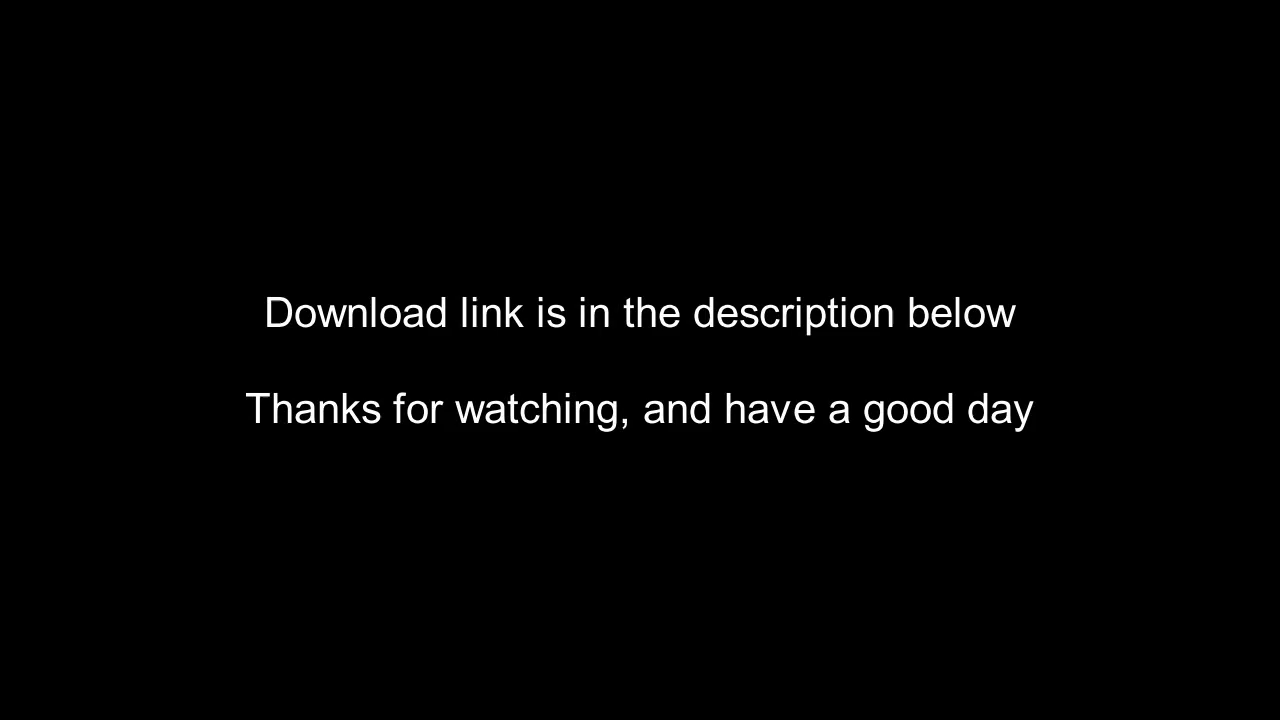 Download link is in the description below
Thanks for watching, and have a good day